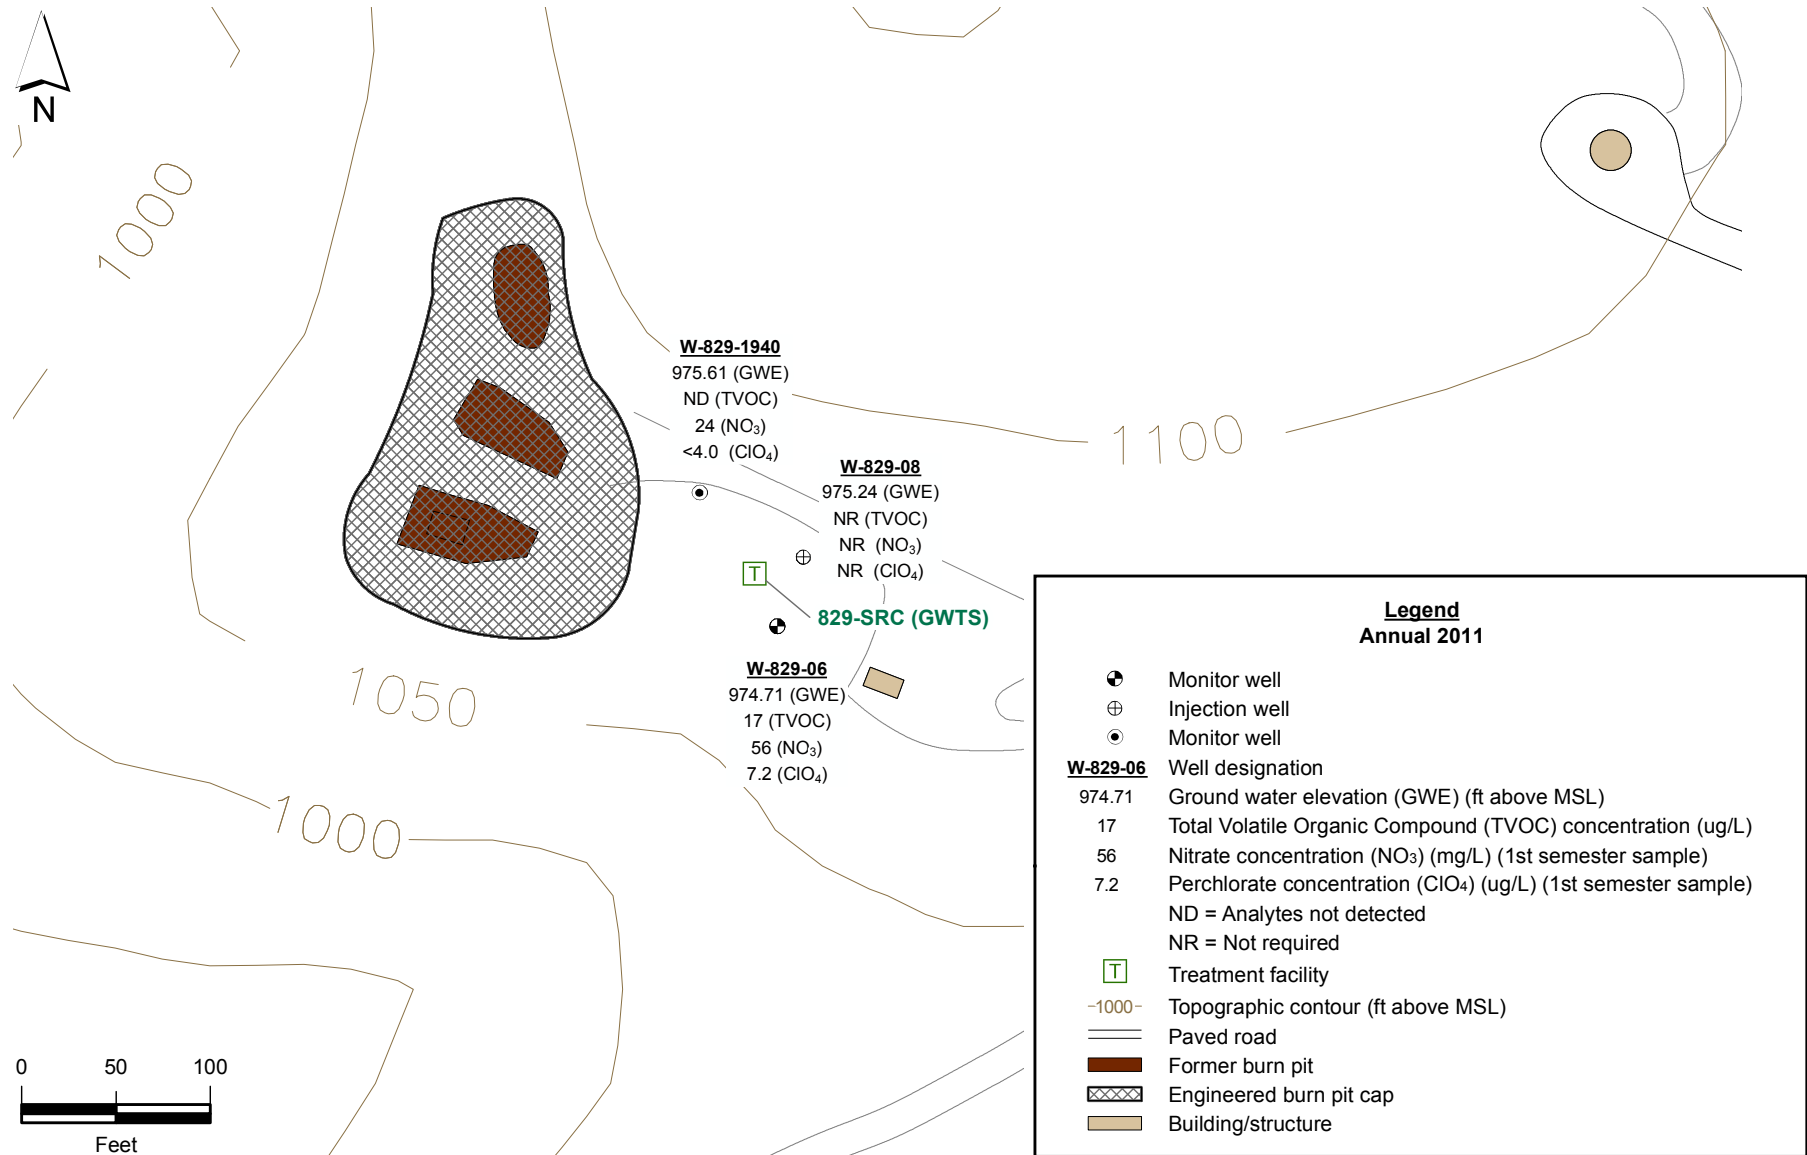 N
1000
W-829-1940
975.61 (GWE)
ND (TVOC)
24 (NO₃)
<4.0 (ClO₄)
1100
W-829-08
975.24 (GWE)
NR (TVOC)
NR (NO₃)
NR (ClO₄)
T
829-SRC (GWTS)
W-829-06
974.71 (GWE)
17 (TVOC)
56 (NO₃)
7.2 (ClO₄)
1050
1000
0 50 100
Feet
Legend
Annual 2011
Monitor well
Injection well
Monitor well
W-829-06 Well designation
974.71 Ground water elevation (GWE) (ft above MSL)
17 Total Volatile Organic Compound (TVOC) concentration (ug/L)
56 Nitrate concentration (NO₃) (mg/L) (1st semester sample)
7.2 Perchlorate concentration (ClO₄) (ug/L) (1st semester sample)
ND = Analytes not detected
NR = Not required
T Treatment facility
-1000- Topographic contour (ft above MSL)
Paved road
Former burn pit
Engineered burn pit cap
Building/structure